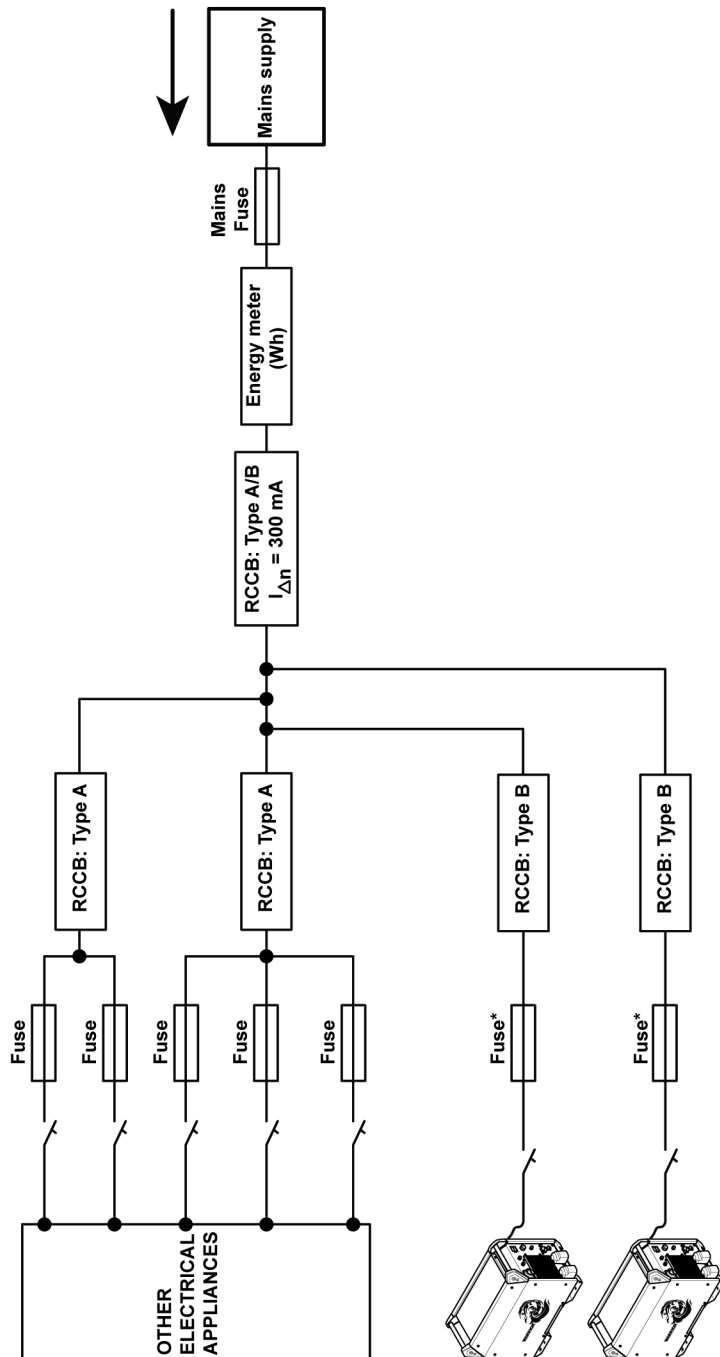 Mains supply
Mains
Fuse
Energy meter
(Wh)
RCCB: Type A/B
I∆n = 300 mA
RCCB: Type A
RCCB: Type A
RCCB: Type B
RCCB: Type B
Fuse
Fuse
Fuse
Fuse
Fuse
Fuse*
Fuse*
OTHER
ELECTRICAL
APPLIANCES